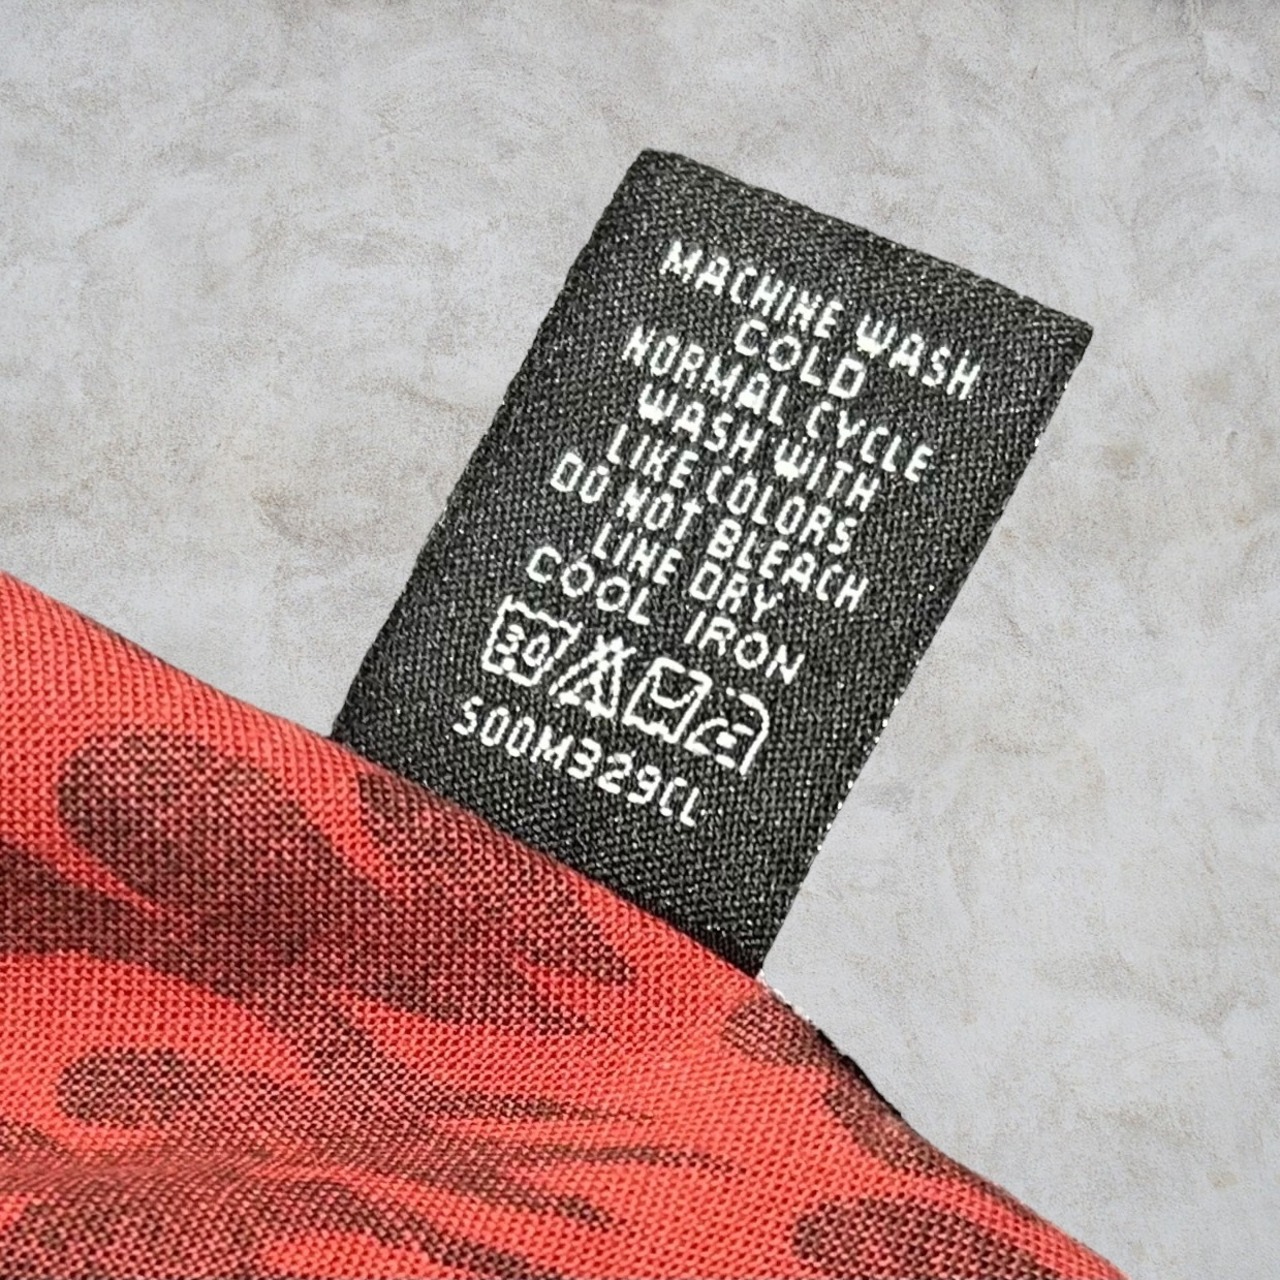 MACHINE WASH
COLD
NORMAL CYCLE
WASH WITH
LIKE COLORS
DO NOT BLEACH
LINE DRY
COOL IRON
30
500M329CL